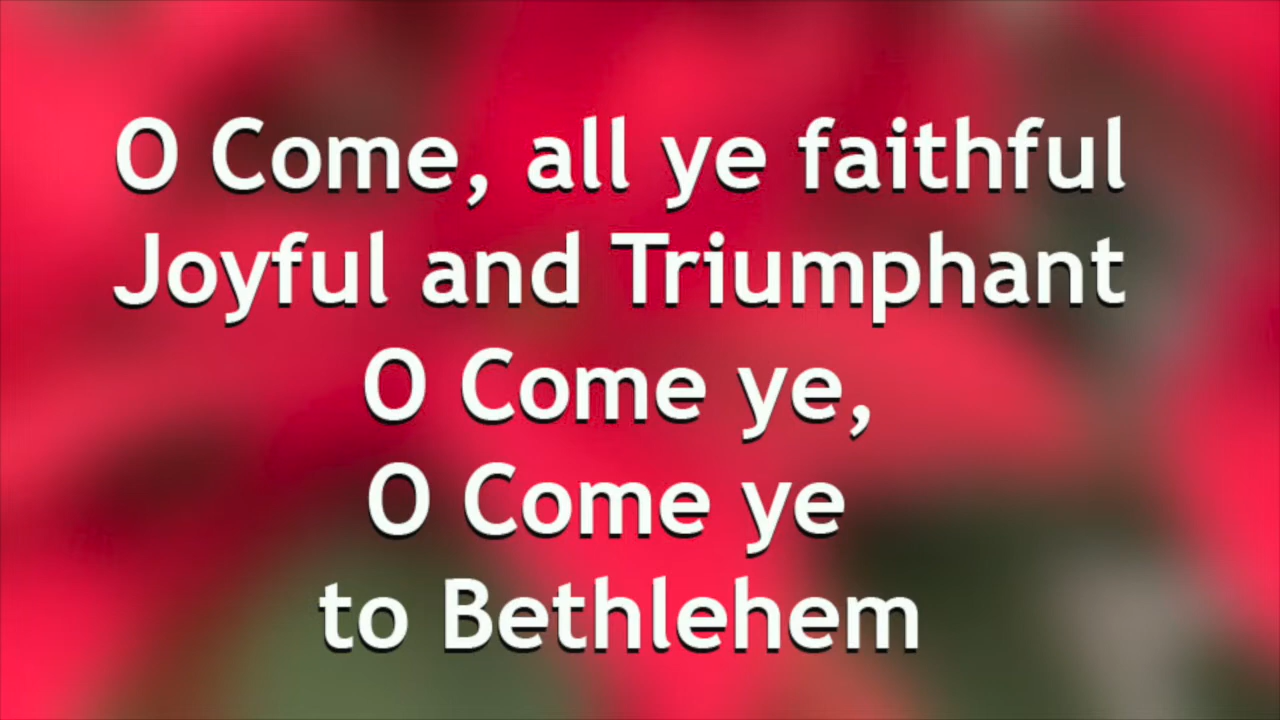 O Come, all ye faithful
Joyful and Triumphant
O Come ye,
O Come ye
to Bethlehem